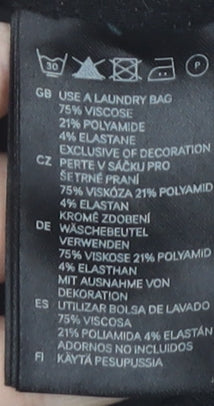 30 P
GB USE A LAUNDRY BAG
75% VISCOSE
21% POLYAMIDE
4% ELASTANE
EXCLUSIVE OF DECORATION
CZ PERTE V SÁČKU PRO
ŠETRNÉ PRANÍ
75% VISKÓZA 21% POLYAMID
4% ELASTAN
KROMĚ ZDOBENÍ
DE WÄSCHEBEUTEL
VERWENDEN
75% VISKOSE 21% POLYAMID
4% ELASTHAN
MIT AUSNAHME VON
DEKORATION
ES UTILIZAR BOLSA DE LAVADO
75% VISCOSA
21% POLIAMIDA 4% ELASTÁN
ADORNOS NO INCLUIDOS
FI KÄYTÄ PESUPUSSIA